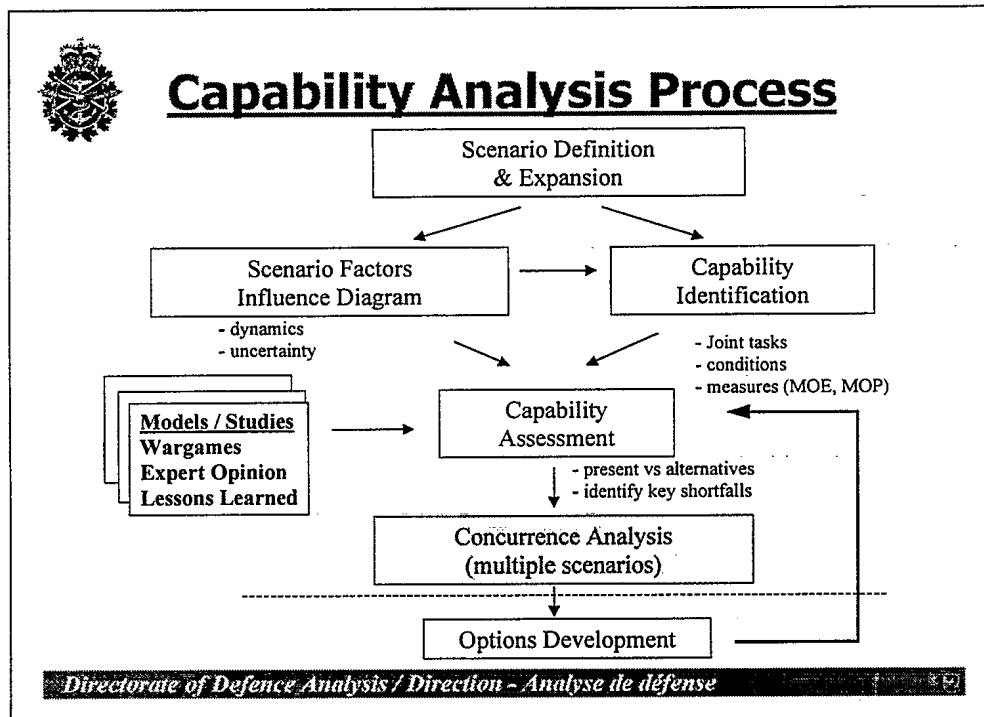 Capability Analysis Process
Scenario Definition
& Expansion
Scenario Factors
Influence Diagram
Capability
Identification
- dynamics
- uncertainty
- Joint tasks
- conditions
- measures (MOE, MOP)
Models / Studies
Wargames
Expert Opinion
Lessons Learned
Capability
Assessment
- present vs alternatives
- identify key shortfalls
Concurrence Analysis
(multiple scenarios)
Options Development
Directorate of Defence Analysis / Direction - Analyse de défense